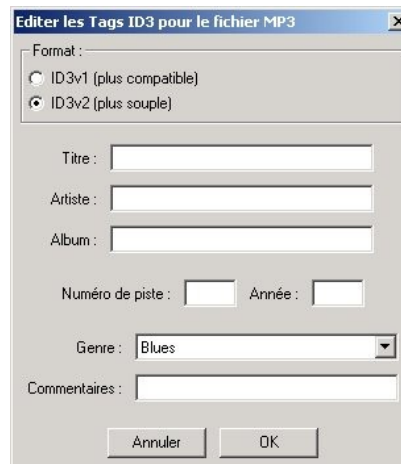 Editer les Tags ID3 pour le fichier MP3
Format :
ID3v1 (plus compatible)
ID3v2 (plus souple)
Titre :
Artiste :
Album :
Numéro de piste : Année :
Genre : Blues
Commentaires :
Annuler OK